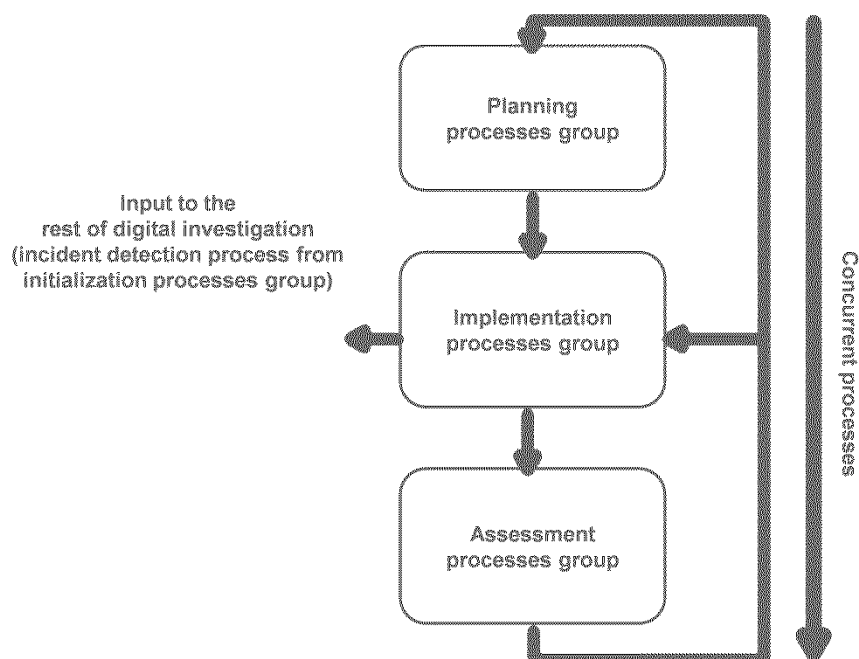 Planning
processes group
Input to the
rest of digital investigation
(incident detection process from
initialization processes group)
Implementation
processes group
Concurrent processes
Assessment
processes group